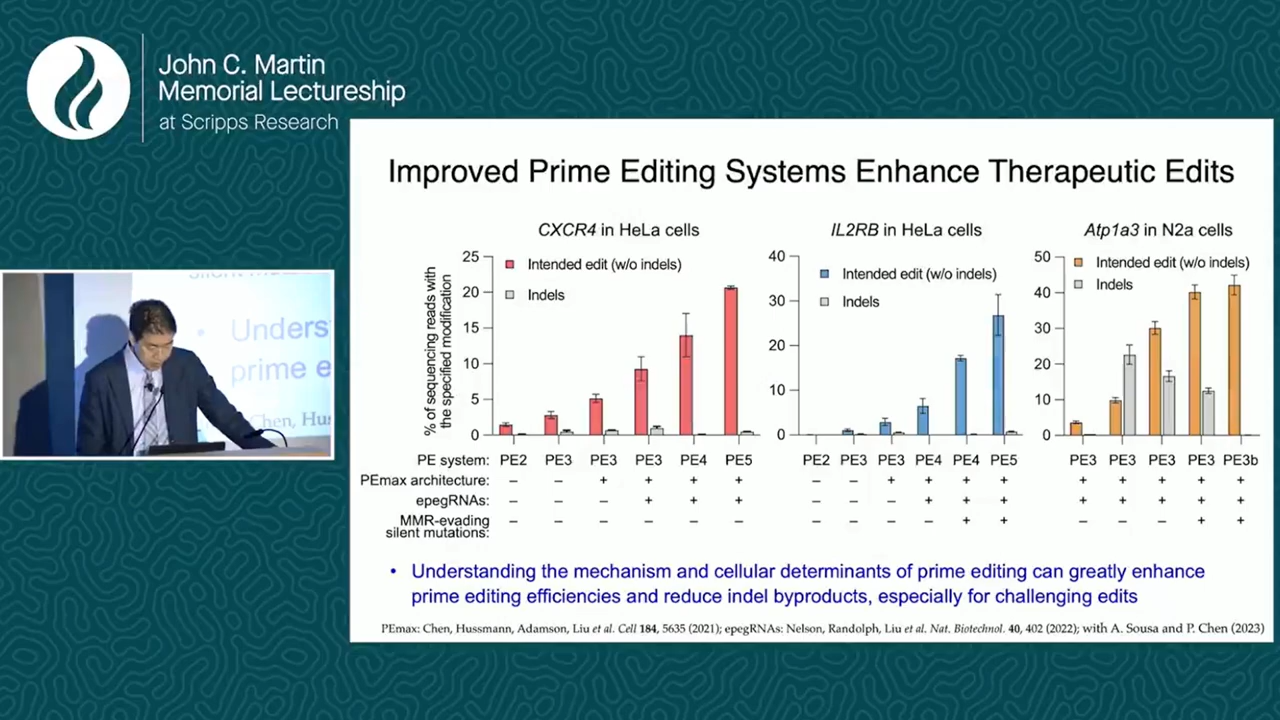 John C. Martin
Memorial Lectureship
at Scripps Research
Improved Prime Editing Systems Enhance Therapeutic Edits
CXCR4 in HeLa cells
% of sequencing reads with
the specified modification
25
20
15
10
5
0
Intended edit (w/o indels)
Indels
IL2RB in HeLa cells
40
30
20
10
0
Intended edit (w/o indels)
Indels
Atp1a3 in N2a cells
50
40
30
20
10
0
Intended edit (w/o indels)
Indels
PE system: PE2 PE3 PE3 PE3 PE4 PE5 PE2 PE3 PE3 PE4 PE4 PE5 PE3 PE3 PE3 PE3 PE3b
PEmax architecture: – – + + + + – – + + + + + + + + +
epegRNAs: – – – + + + – – – + + + + + + + +
MMR-evading
silent mutations: – – – – – – – – – – + + – – – + +
• Understanding the mechanism and cellular determinants of prime editing can greatly enhance
prime editing efficiencies and reduce indel byproducts, especially for challenging edits
PEmax: Chen, Hussmann, Adamson, Liu et al. Cell 184, 5635 (2021); epegRNAs: Nelson, Randolph, Liu et al. Nat. Biotechnol. 40, 402 (2022); with A. Sousa and P. Chen (2023)
• Unders
prime e
Chen, Hus